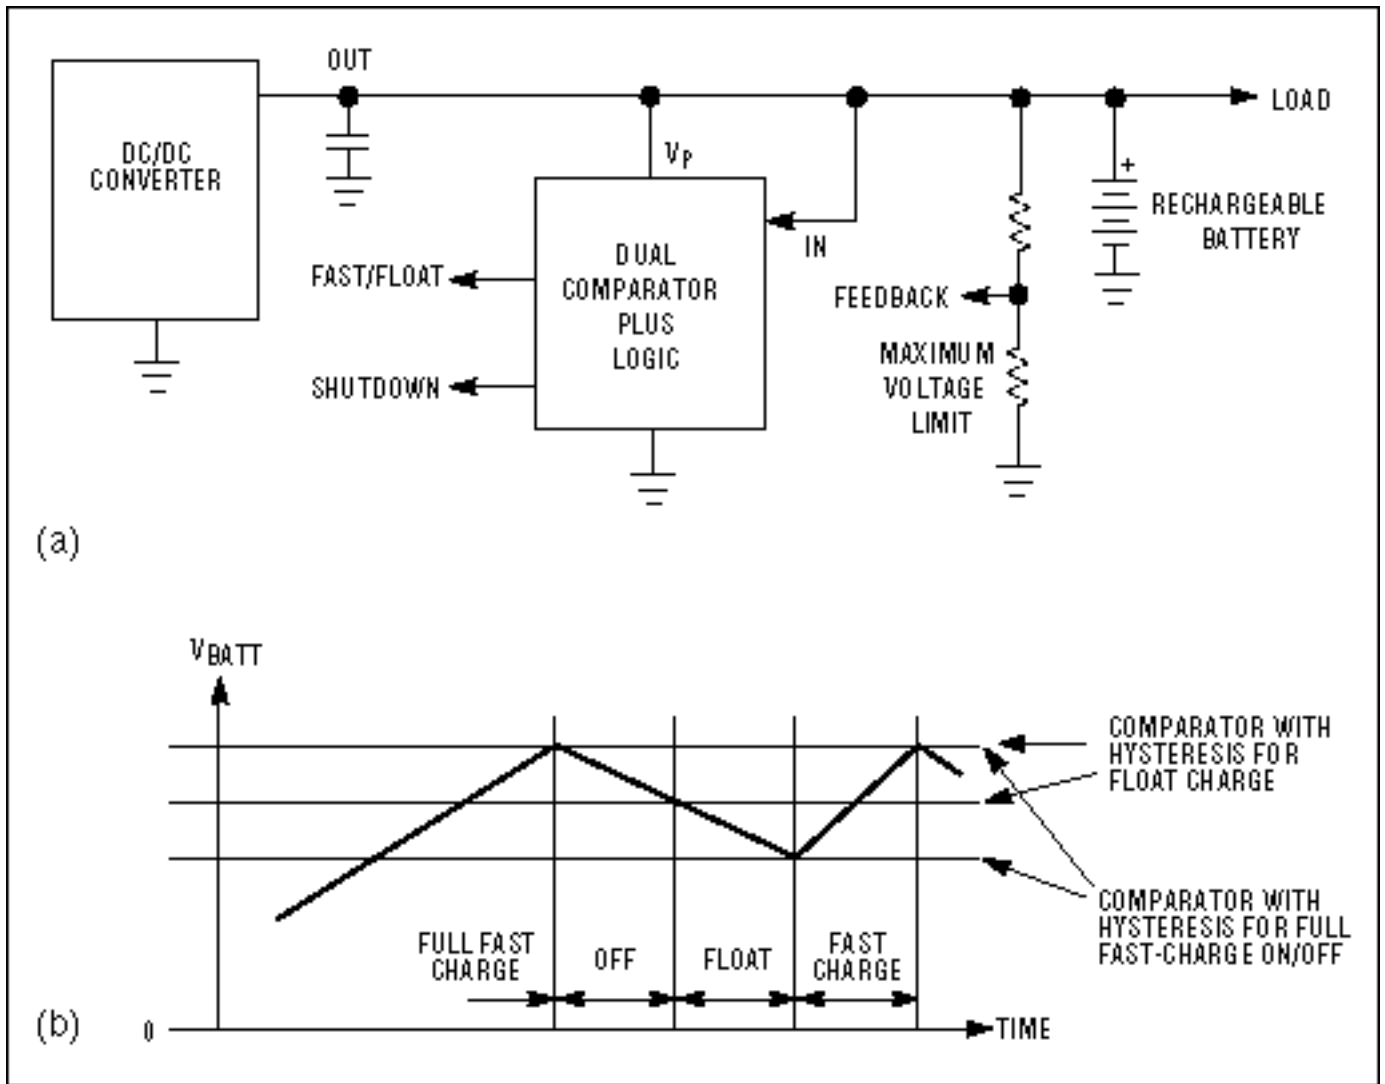 OUT
LOAD
DC/DC
CONVERTER
VP
+
RECHARGEABLE
BATTERY
IN
DUAL
COMPARATOR
PLUS
LOGIC
FAST/FLOAT
FEEDBACK
SHUTDOWN
MAXIMUM
VOLTAGE
LIMIT
(a)
VBATT
COMPARATOR WITH
HYSTERESIS FOR
FLOAT CHARGE
COMPARATOR WITH
HYSTERESIS FOR FULL
FAST-CHARGE ON/OFF
FULL FAST
CHARGE
OFF
FLOAT
FAST
CHARGE
(b)
0
TIME